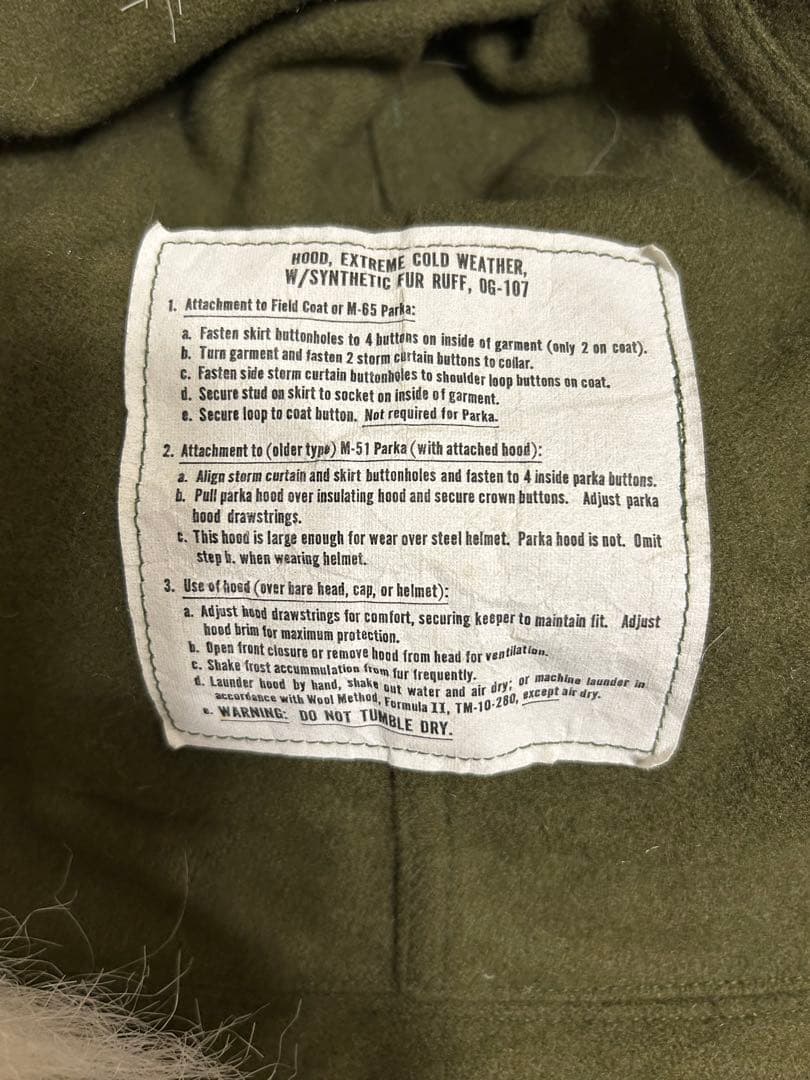 HOOD, EXTREME COLD WEATHER,
W/SYNTHETIC FUR RUFF, OG-107
1. Attachment to Field Coat or M-65 Parka:
a. Fasten skirt buttonholes to 4 buttons on inside of garment (only 2 on coat).
b. Turn garment and fasten 2 storm curtain buttons to collar.
c. Fasten side storm curtain buttonholes to shoulder loop buttons on coat.
d. Secure stud on skirt to socket on inside of garment.
e. Secure loop to coat button. Not required for Parka.
2. Attachment to (older type) M-51 Parka (with attached hood):
a. Align storm curtain and skirt buttonholes and fasten to 4 inside parka buttons.
b. Pull parka hood over insulating hood and secure crown buttons. Adjust parka
hood drawstrings.
c. This hood is large enough for wear over steel helmet. Parka hood is not. Omit
step b. when wearing helmet.
3. Use of hood (over bare head, cap, or helmet):
a. Adjust hood drawstrings for comfort, securing keeper to maintain fit. Adjust
hood brim for maximum protection.
b. Open front closure or remove hood from head for ventilation.
c. Shake frost accummulation from fur frequently.
d. Launder hood by hand, shake out water and air dry; or machine launder in
accordance with Wool Method, Formula II, TM-10-280, except air dry.
e. WARNING: DO NOT TUMBLE DRY.